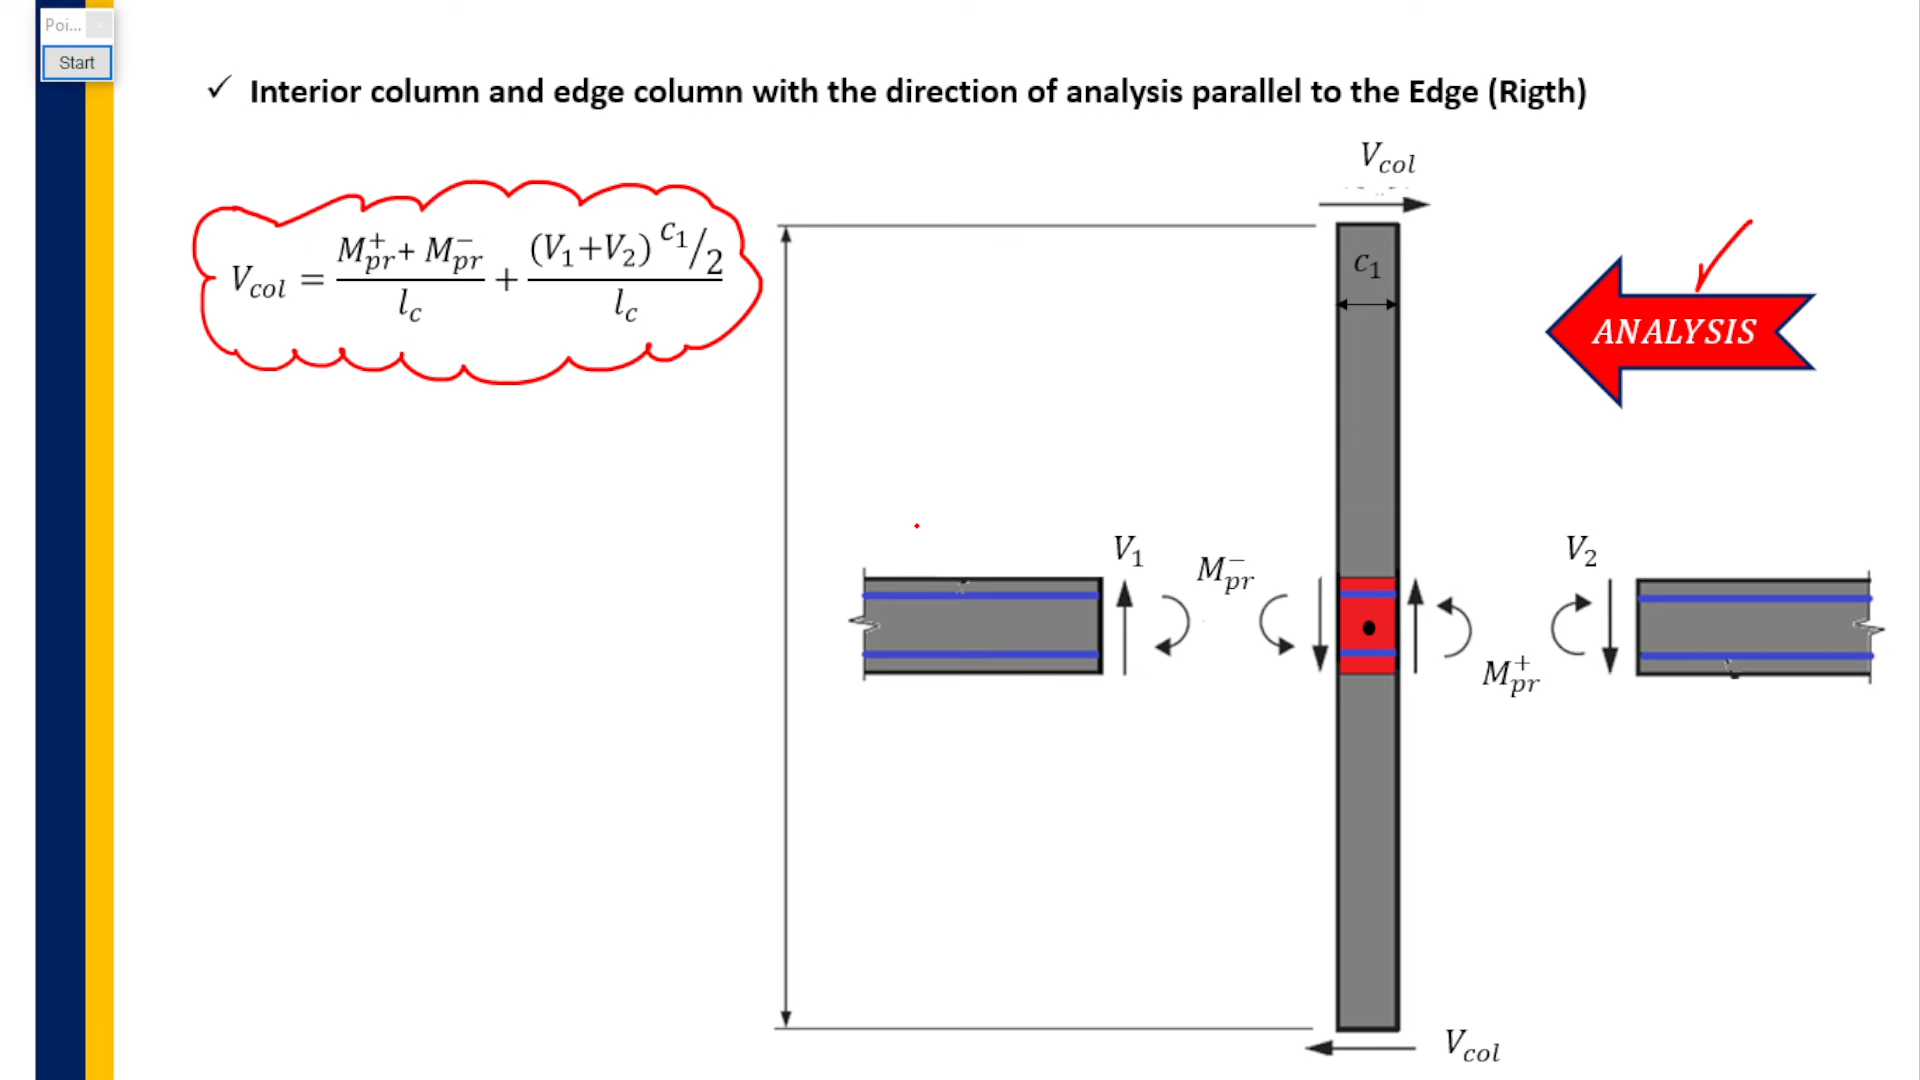 Poi...
Start
✓ Interior column and edge column with the direction of analysis parallel to the Edge (Rigth)
V_col
V_col = (M_pr^+ + M_pr^-)/l_c + ((V_1+V_2) c_1/2)/l_c
c_1
ANALYSIS
V_1
M_pr^-
V_2
M_pr^+
V_col